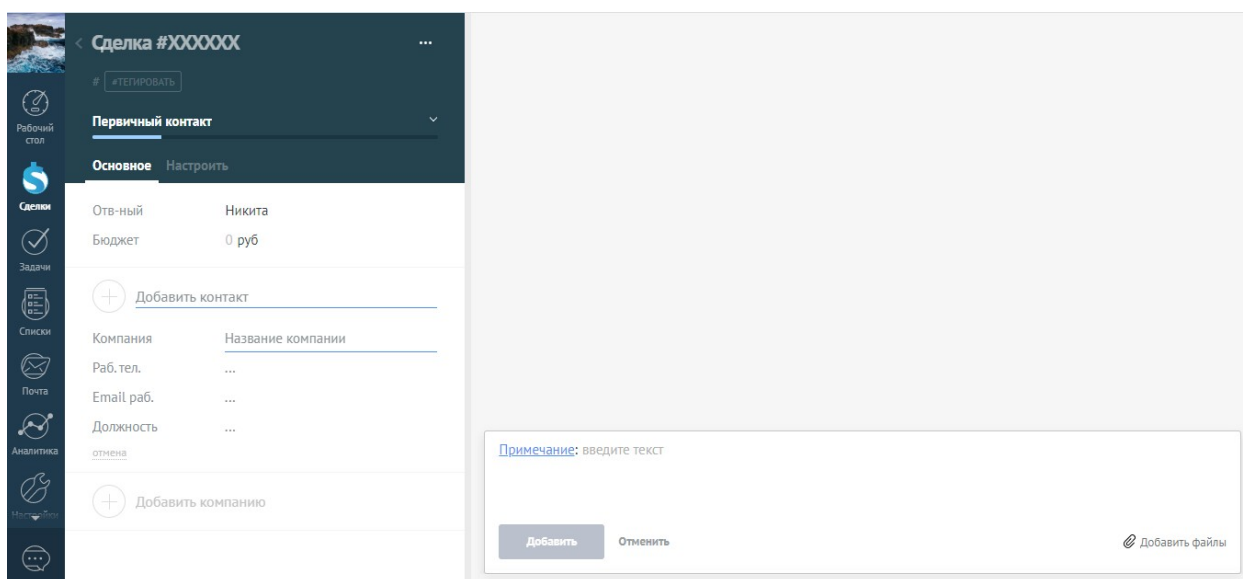 Сделка #XXXXXX
...
# #ТЕГИРОВАТЬ
Первичный контакт
Основное Настроить
Отв-ный Никита
Бюджет 0 руб
Добавить контакт
Компания Название компании
Раб. тел. ...
Email раб. ...
Должность ...
отмена
Добавить компанию
Рабочий
стол
Сделки
Задачи
Списки
Почта
Аналитика
Настройки
Примечание: введите текст
Добавить Отменить
Добавить файлы